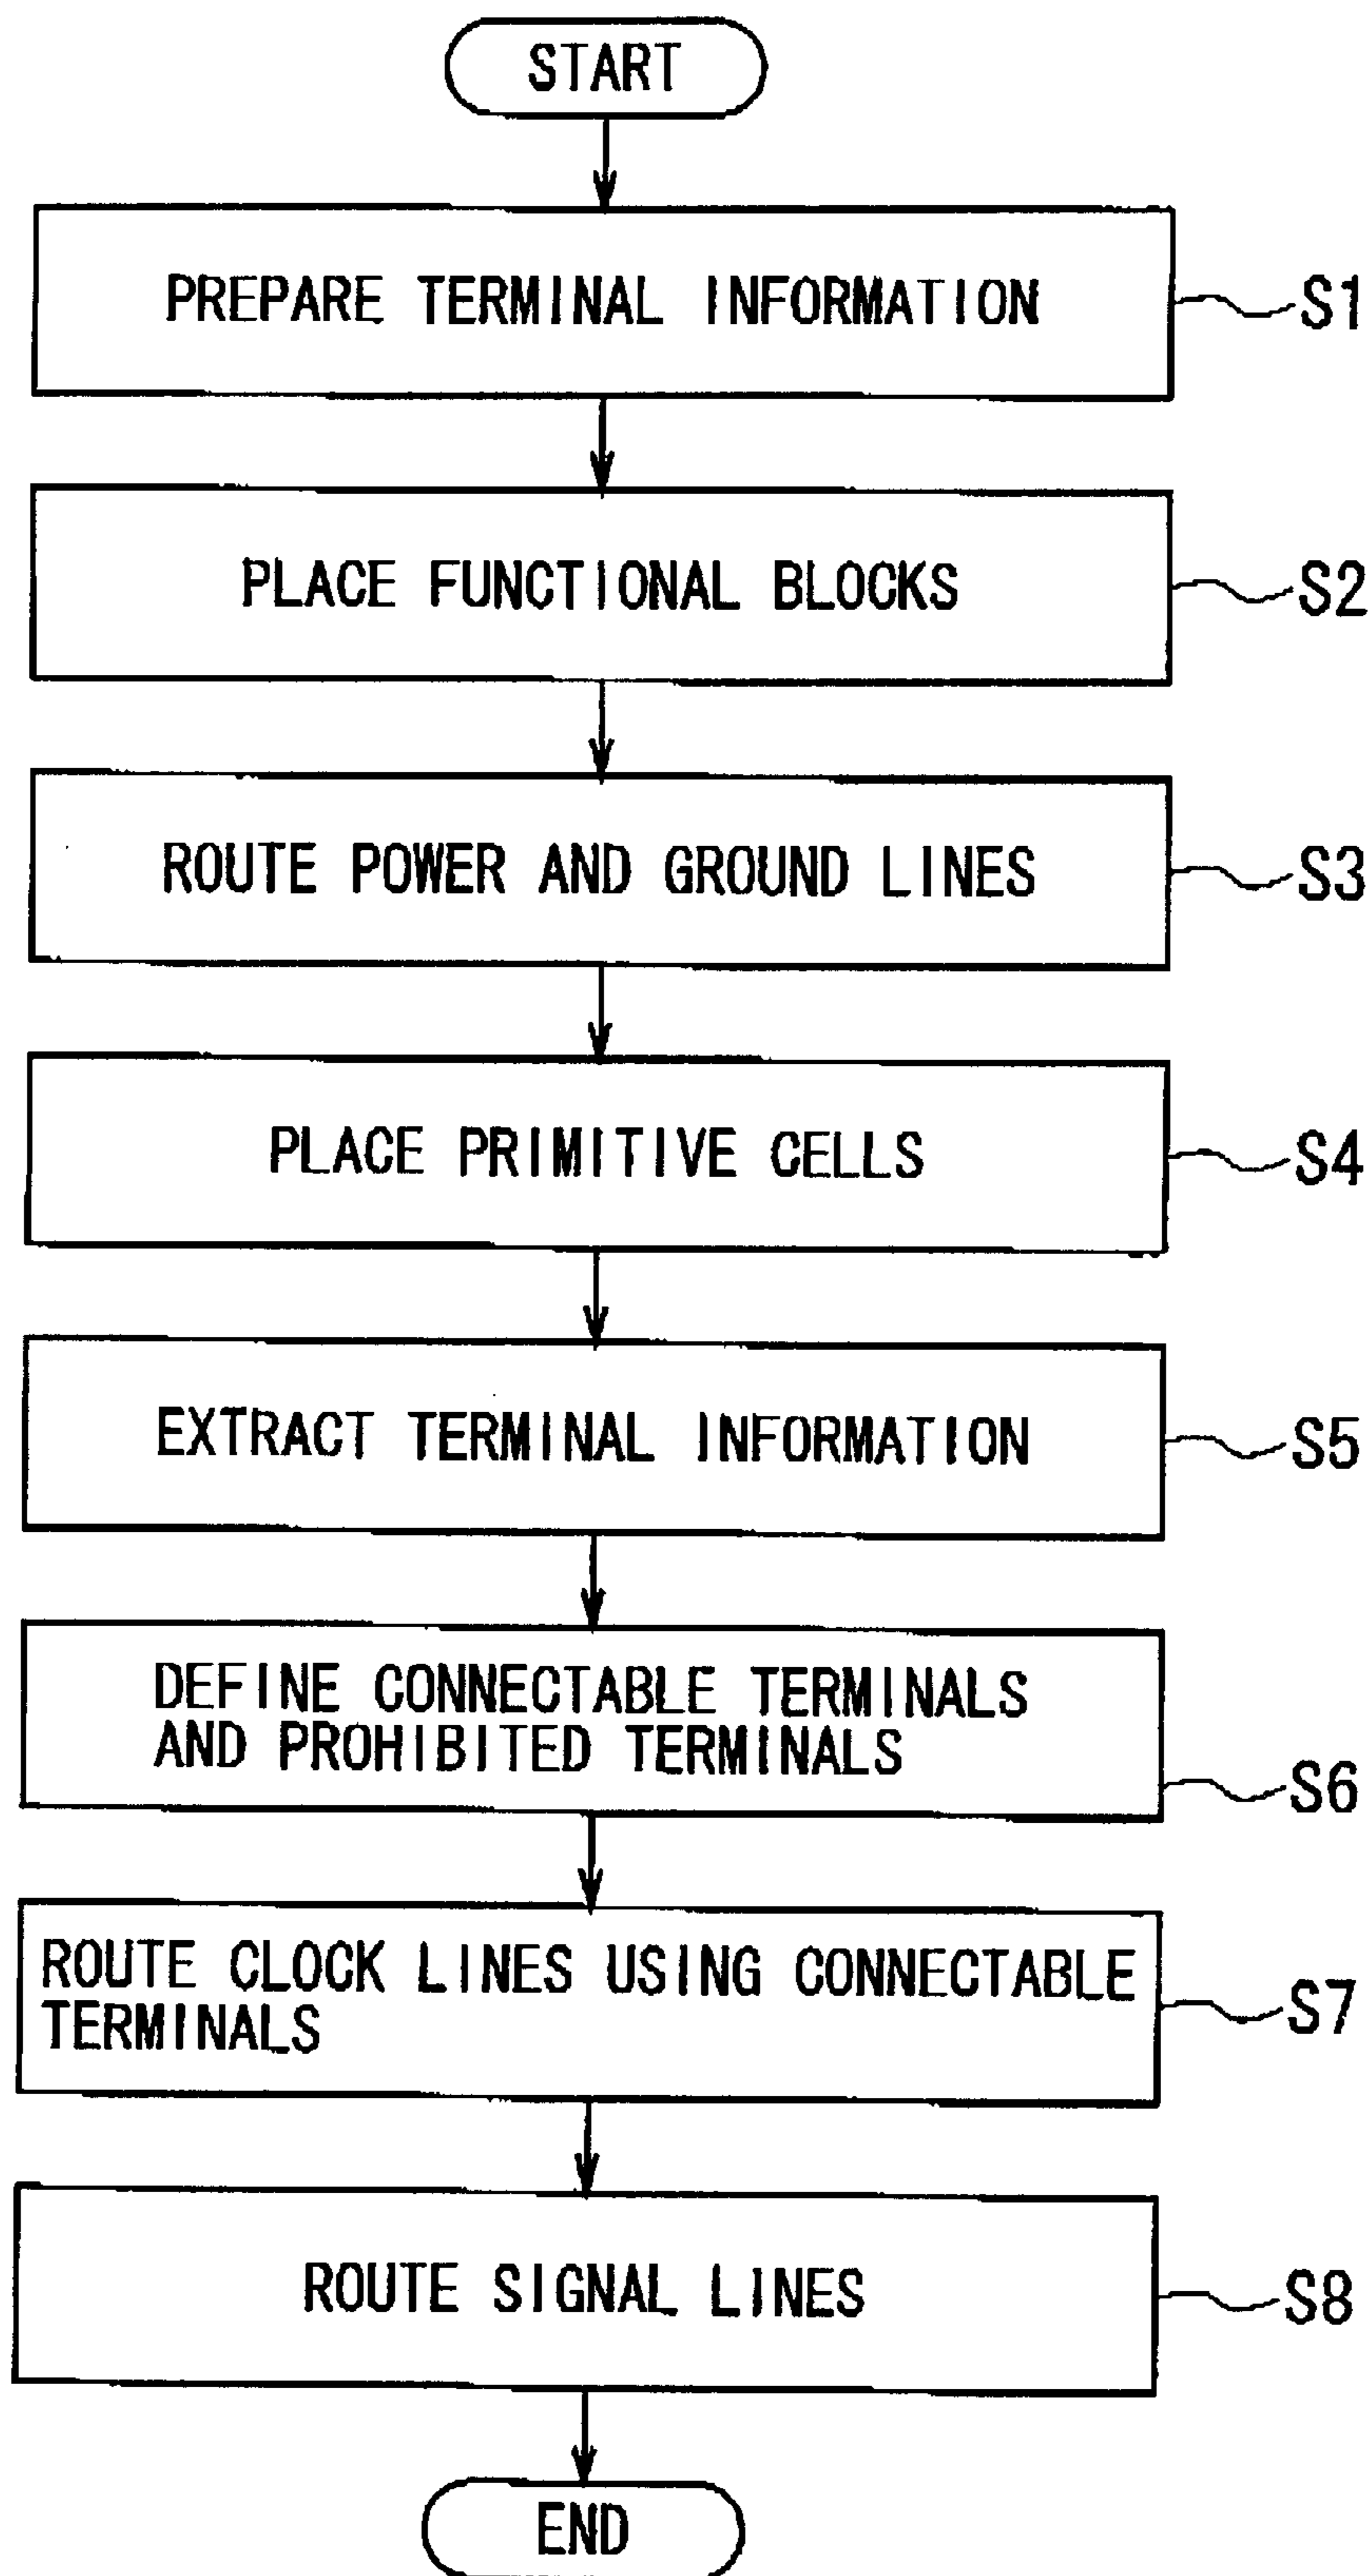 START
PREPARE TERMINAL INFORMATION
S1
PLACE FUNCTIONAL BLOCKS
S2
ROUTE POWER AND GROUND LINES
S3
PLACE PRIMITIVE CELLS
S4
EXTRACT TERMINAL INFORMATION
S5
DEFINE CONNECTABLE TERMINALS
AND PROHIBITED TERMINALS
S6
ROUTE CLOCK LINES USING CONNECTABLE
TERMINALS
S7
ROUTE SIGNAL LINES
S8
END